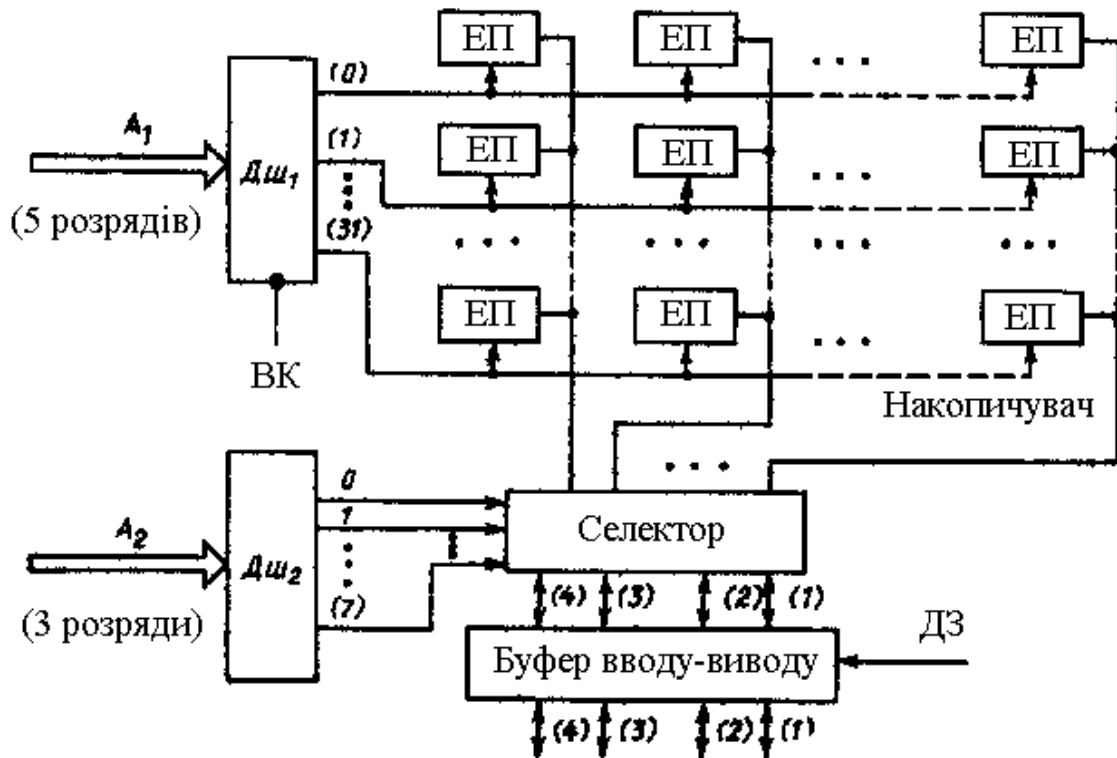 ЕП ЕП ЕП
(0)
A₁
(1)
ЕП ЕП ЕП
Дш₁
(5 розрядів)
(31)
ЕП ЕП ЕП
ВК
Накопичувач
0
1
A₂
Селектор
Дш₂
(3 розряди)
(7)
(4) (3) (2) (1)
ДЗ
Буфер вводу-виводу
(4) (3) (2) (1)